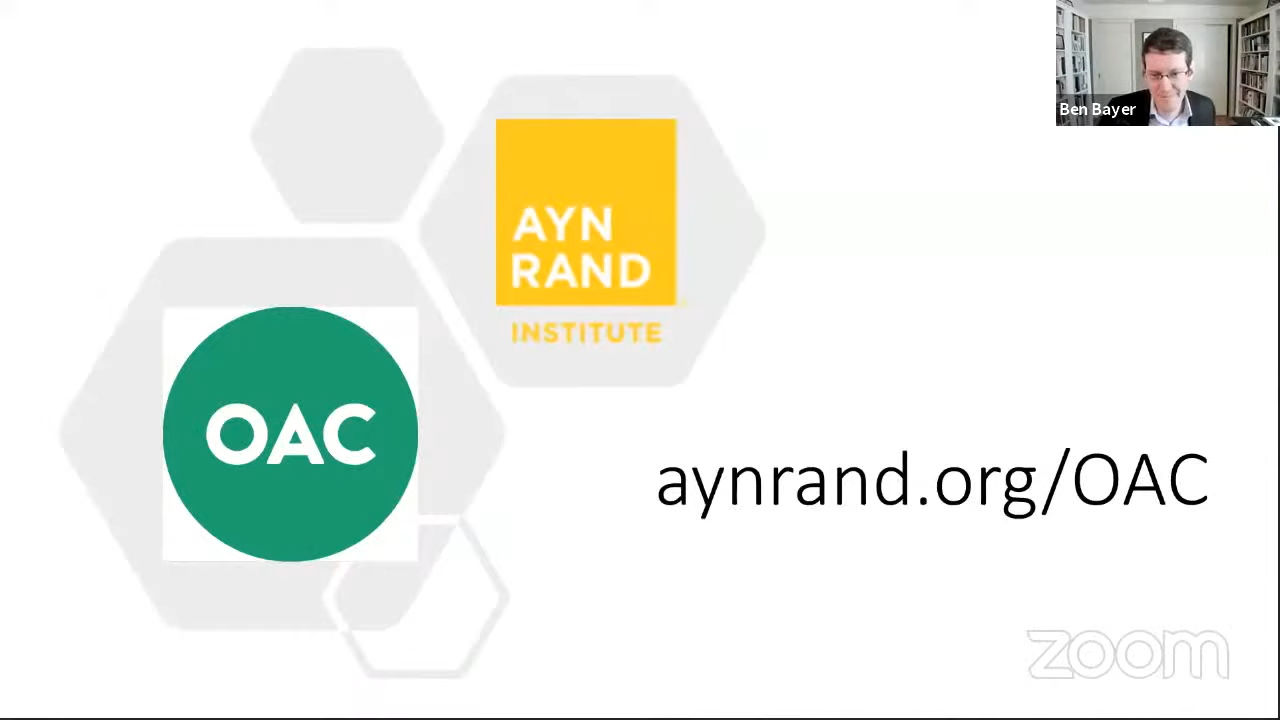 Ben Bayer
AYN
RAND
INSTITUTE
OAC
aynrand.org/OAC
zoom